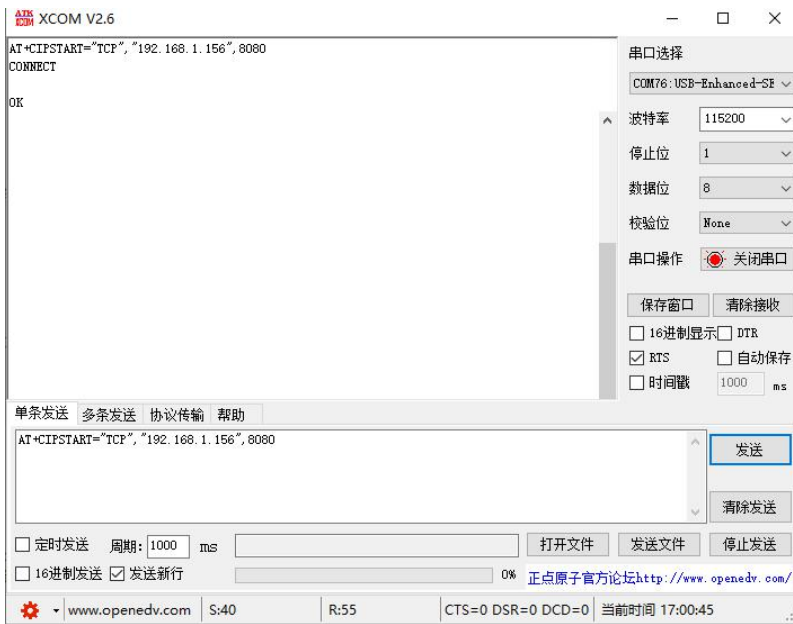 ATK
COM XCOM V2.6
AT+CIPSTART="TCP","192.168.1.156",8080
CONNECT
OK
串口选择
COM76:USB-Enhanced-SE
波特率 115200
停止位 1
数据位 8
校验位 None
串口操作 关闭串口
保存窗口 清除接收
16进制显示 DTR
RTS 自动保存
时间戳 1000 ms
单条发送 多条发送 协议传输 帮助
AT+CIPSTART="TCP","192.168.1.156",8080
发送
清除发送
定时发送 周期: 1000 ms 打开文件 发送文件 停止发送
16进制发送 发送新行 0% 正点原子官方论坛http://www.openedv.com/
www.openedv.com S:40 R:55 CTS=0 DSR=0 DCD=0 当前时间 17:00:45